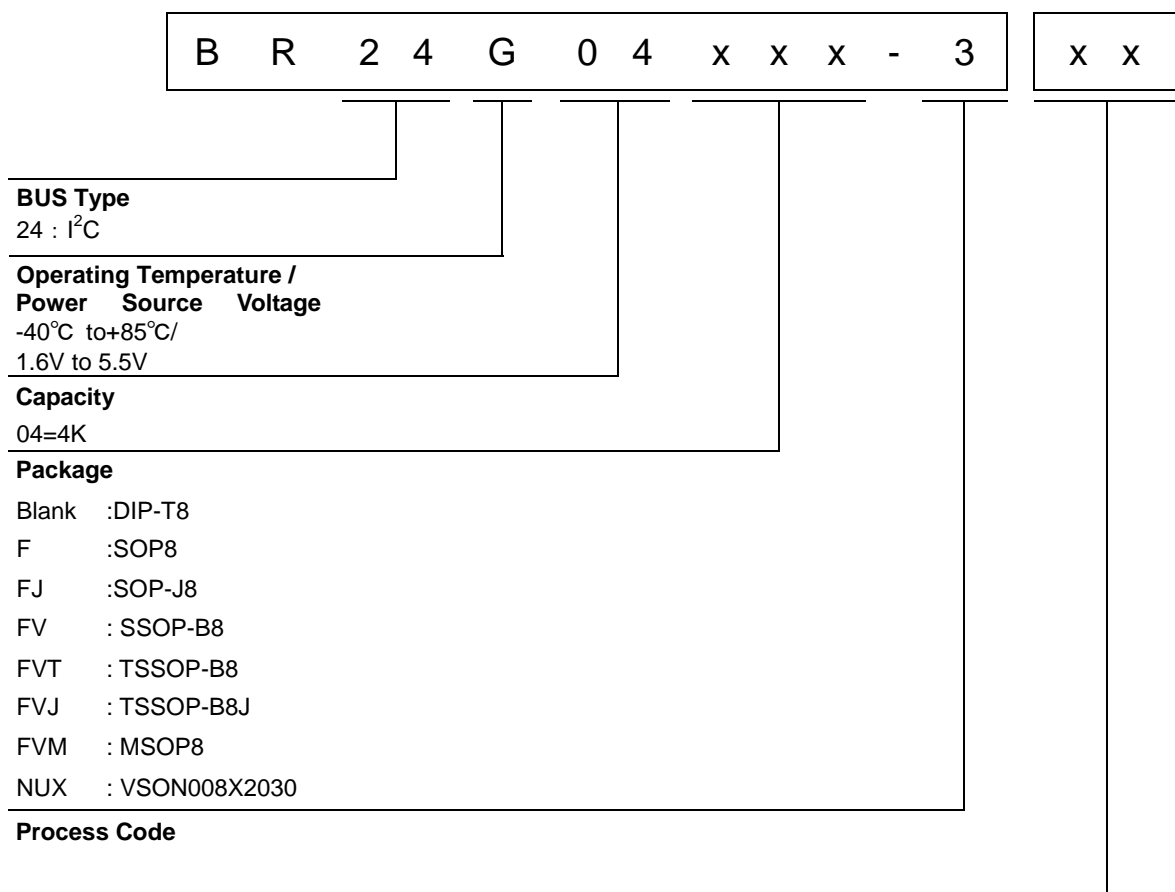 B R 2 4 G 0 4 x x x - 3 x x
BUS Type
24 : I²C
Operating Temperature /
Power Source Voltage
-40℃ to+85℃/
1.6V to 5.5V
Capacity
04=4K
Package
Blank :DIP-T8
F :SOP8
FJ :SOP-J8
FV : SSOP-B8
FVT : TSSOP-B8
FVJ : TSSOP-B8J
FVM : MSOP8
NUX : VSON008X2030
Process Code